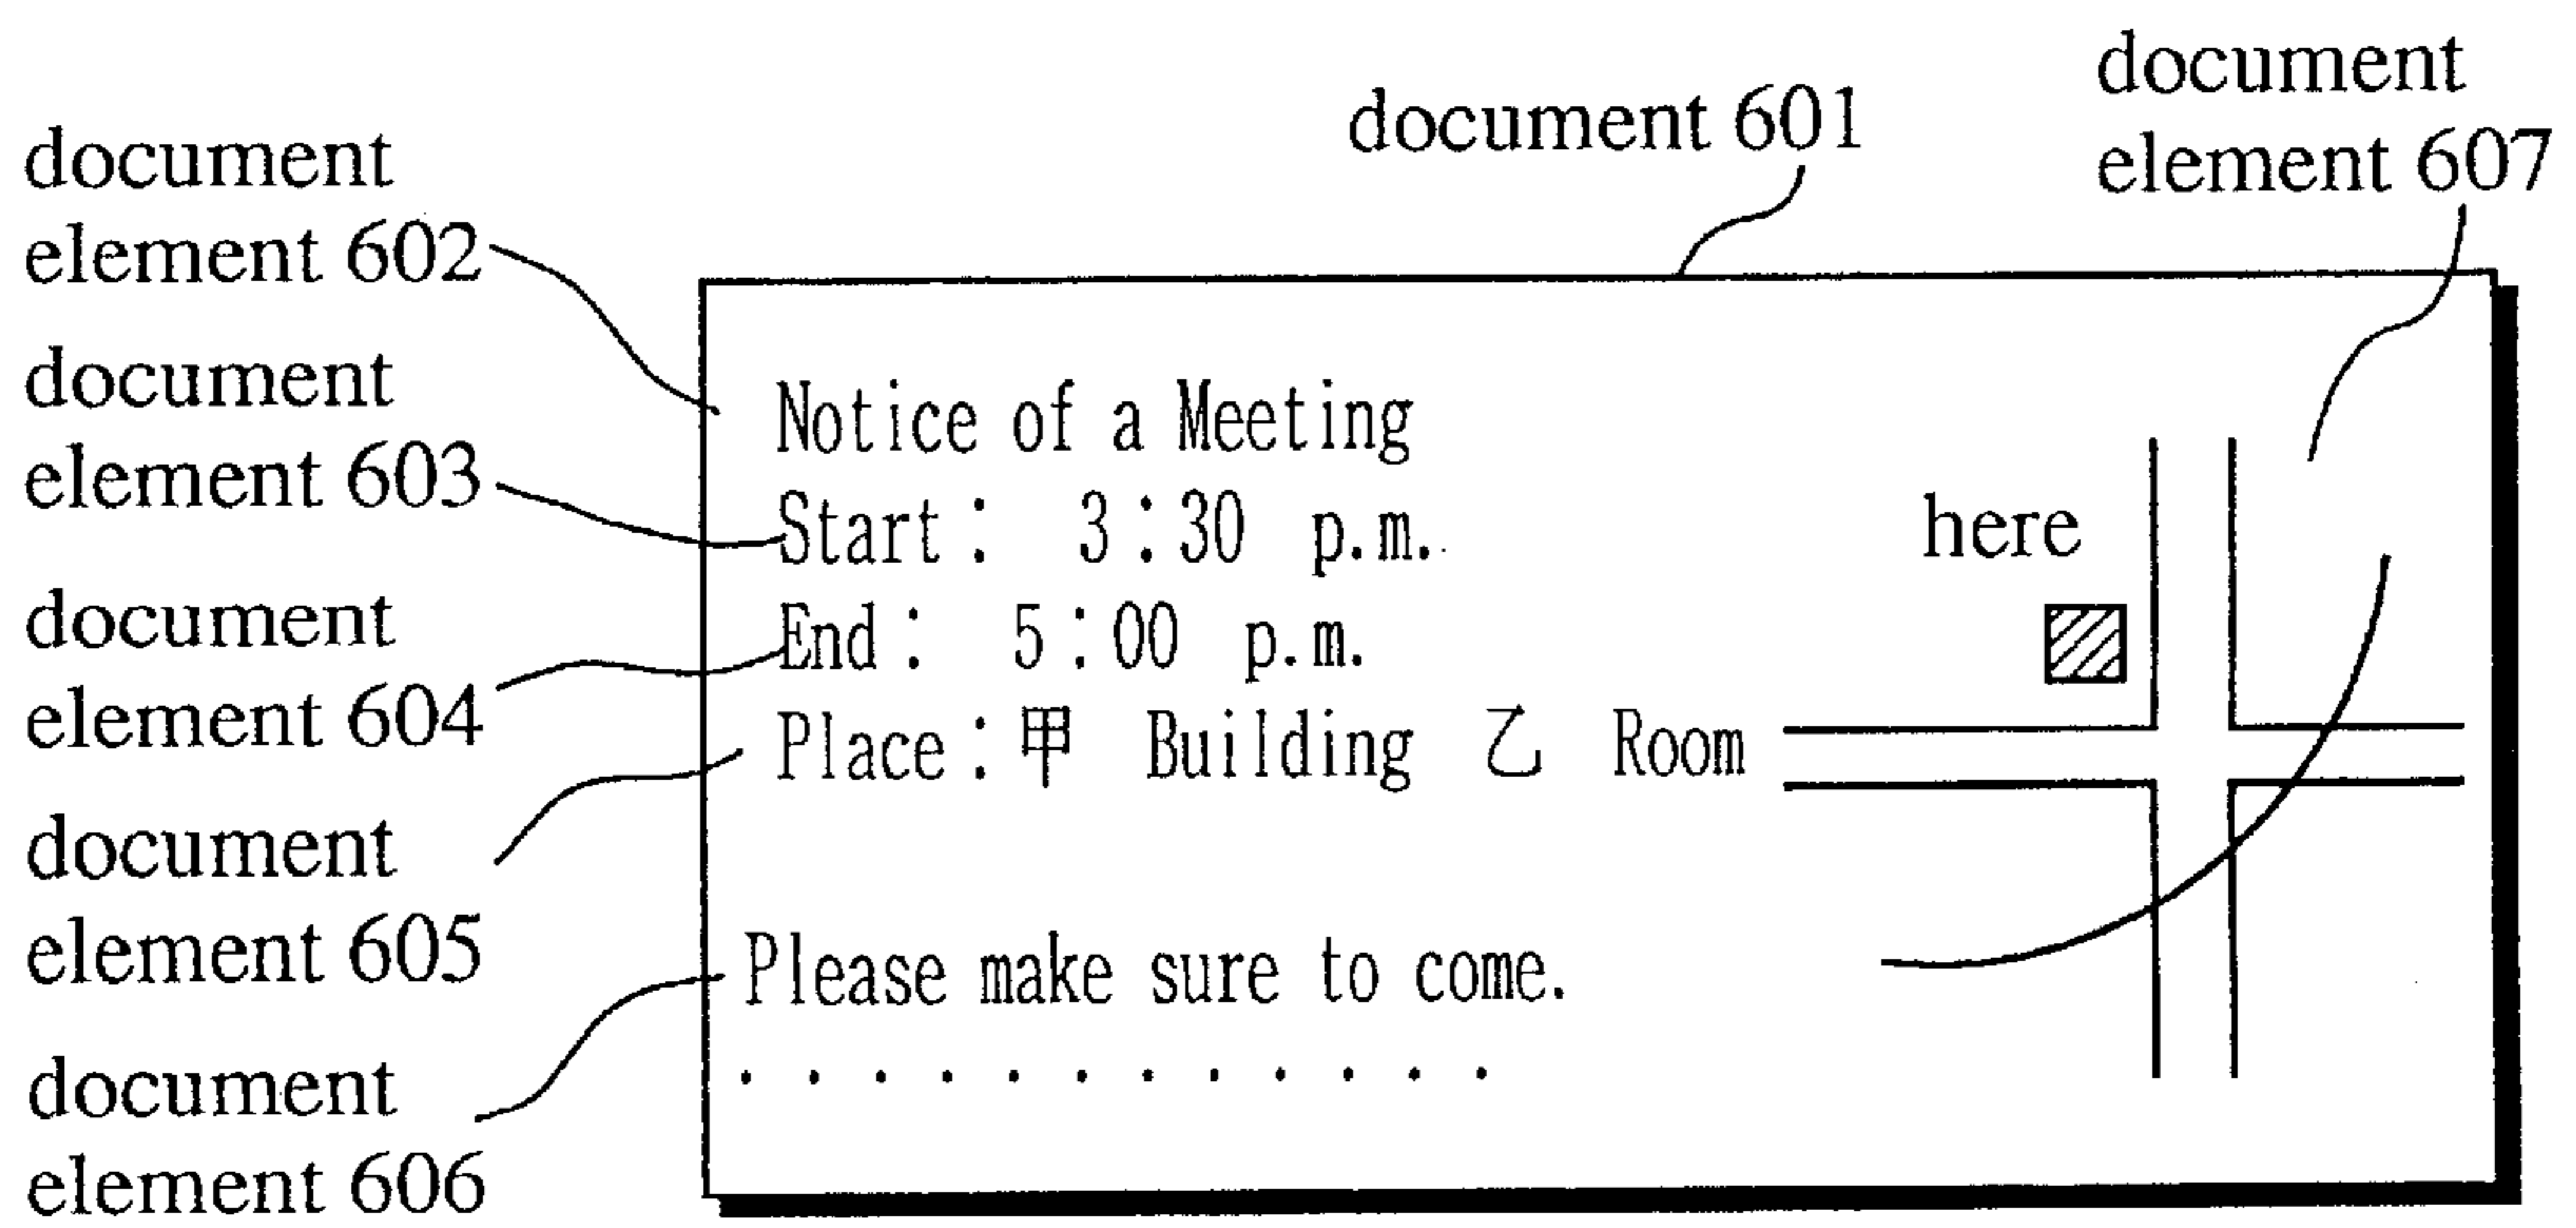 document 601
document
element 607
document
element 602
document
element 603
document
element 604
document
element 605
document
element 606
Notice of a Meeting
Start: 3:30 p.m.
End: 5:00 p.m.
Place:甲 Building 乙 Room
Please make sure to come.
. . . . . . . . . . . .
here